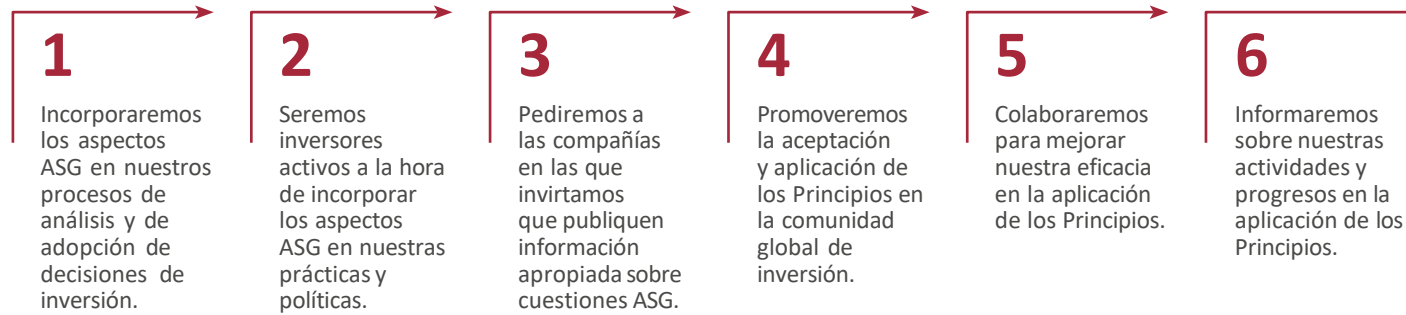 1
Incorporaremos
los aspectos
ASG en nuestros
procesos de
análisis y de
adopción de
decisiones de
inversión.
2
Seremos
inversores
activos a la hora
de incorporar
los aspectos
ASG en nuestras
prácticas y
políticas.
3
Pediremos a
las compañías
en las que
invirtamos
que publiquen
información
apropiada sobre
cuestiones ASG.
4
Promoveremos
la aceptación
y aplicación de
los Principios en
la comunidad
global de
inversión.
5
Colaboraremos
para mejorar
nuestra eficacia
en la aplicación
de los Principios.
6
Informaremos
sobre nuestras
actividades y
progresos en la
aplicación de los
Principios.